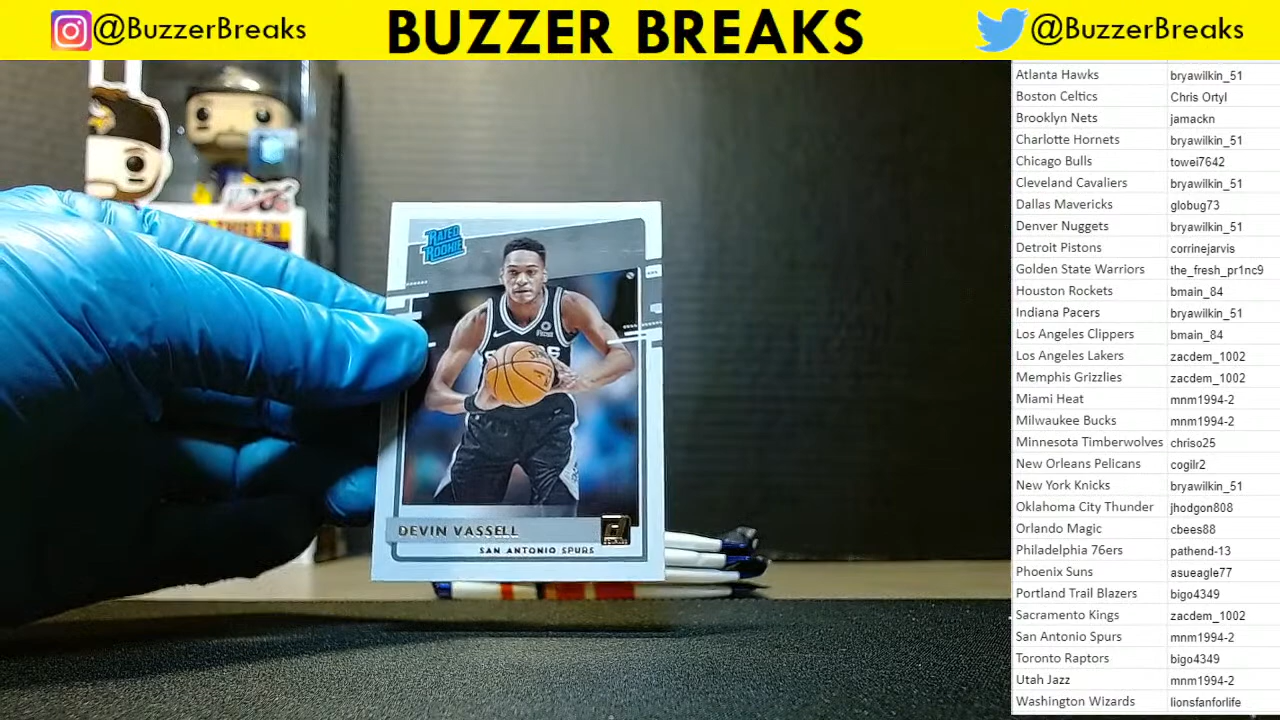 @BuzzerBreaks
BUZZER BREAKS
@BuzzerBreaks
RATED
ROOKIE
DEVIN VASSELL
SAN ANTONIO SPURS
Atlanta Hawks bryawilkin_51
Boston Celtics Chris Ortyl
Brooklyn Nets jamackn
Charlotte Hornets bryawilkin_51
Chicago Bulls towei7642
Cleveland Cavaliers bryawilkin_51
Dallas Mavericks globug73
Denver Nuggets bryawilkin_51
Detroit Pistons corrinejarvis
Golden State Warriors the_fresh_pr1nc9
Houston Rockets bmain_84
Indiana Pacers bryawilkin_51
Los Angeles Clippers bmain_84
Los Angeles Lakers zacdem_1002
Memphis Grizzlies zacdem_1002
Miami Heat mnm1994-2
Milwaukee Bucks mnm1994-2
Minnesota Timberwolves chriso25
New Orleans Pelicans cogilr2
New York Knicks bryawilkin_51
Oklahoma City Thunder jhodgon808
Orlando Magic cbees88
Philadelphia 76ers pathend-13
Phoenix Suns asueagle77
Portland Trail Blazers bigo4349
Sacramento Kings zacdem_1002
San Antonio Spurs mnm1994-2
Toronto Raptors bigo4349
Utah Jazz mnm1994-2
Washington Wizards lionsfanforlife